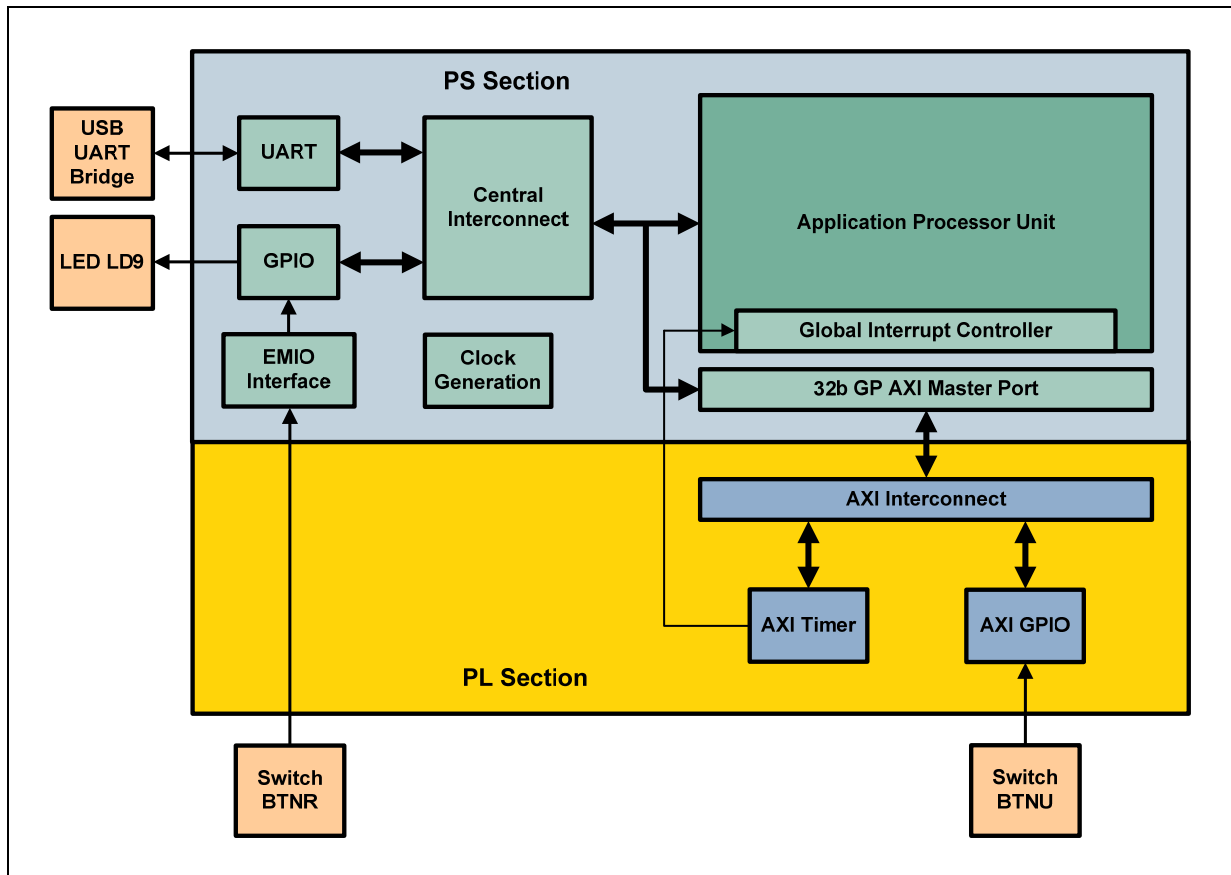 PS Section
USB
UART
Bridge
UART
Central
Interconnect
Application Processor Unit
LED LD9
GPIO
Global Interrupt Controller
EMIO
Interface
Clock
Generation
32b GP AXI Master Port
AXI Interconnect
AXI Timer
AXI GPIO
PL Section
Switch
BTNR
Switch
BTNU